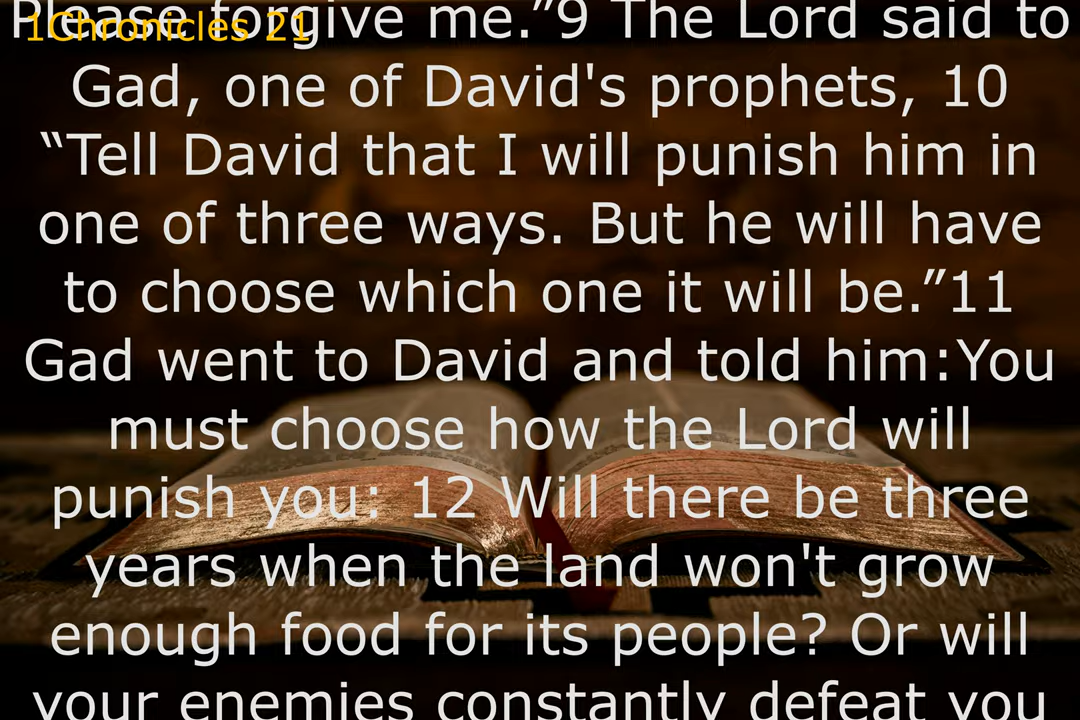 1Chronicles 21
Please forgive me.”9 The Lord said to
Gad, one of David's prophets, 10
“Tell David that I will punish him in
one of three ways. But he will have
to choose which one it will be.”11
Gad went to David and told him:You
must choose how the Lord will
punish you: 12 Will there be three
years when the land won't grow
enough food for its people? Or will
your enemies constantly defeat you